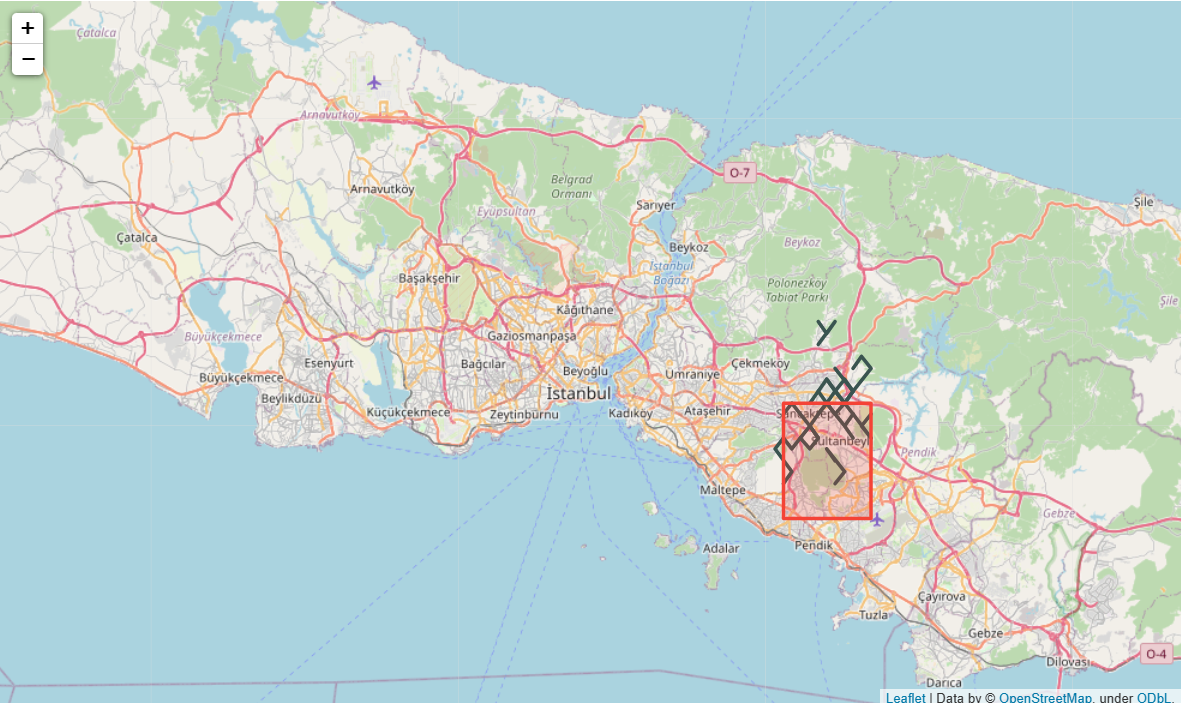 +
Çatalca
−
Arnavutköy
O-7
Belgrad
Ormanı
Arnavutköy
Şile
Sarıyer
Eyüpsultan
Çatalca
Beykoz
Beykoz
İstanbul
Boğazı
Başakşehir
Polonezköy
Tabiat Parkı
Şile
Kâğıthane
Büyükçekmece
Gaziosmanpaşa
Esenyurt
Bağcılar
Beyoğlu
Ümraniye
Çekmeköy
Büyükçekmece
İstanbul
Beylikdüzü
Küçükçekmece
Zeytinburnu
Kadıköy
Ataşehir
Sancaktepe
Sultanbeyli
Pendik
Maltepe
Gebze
Adalar
Pendik
Çayırova
Tuzla
Gebze
Dilovası
O-4
Darıca
Leaflet | Data by © OpenStreetMap, under ODbL.